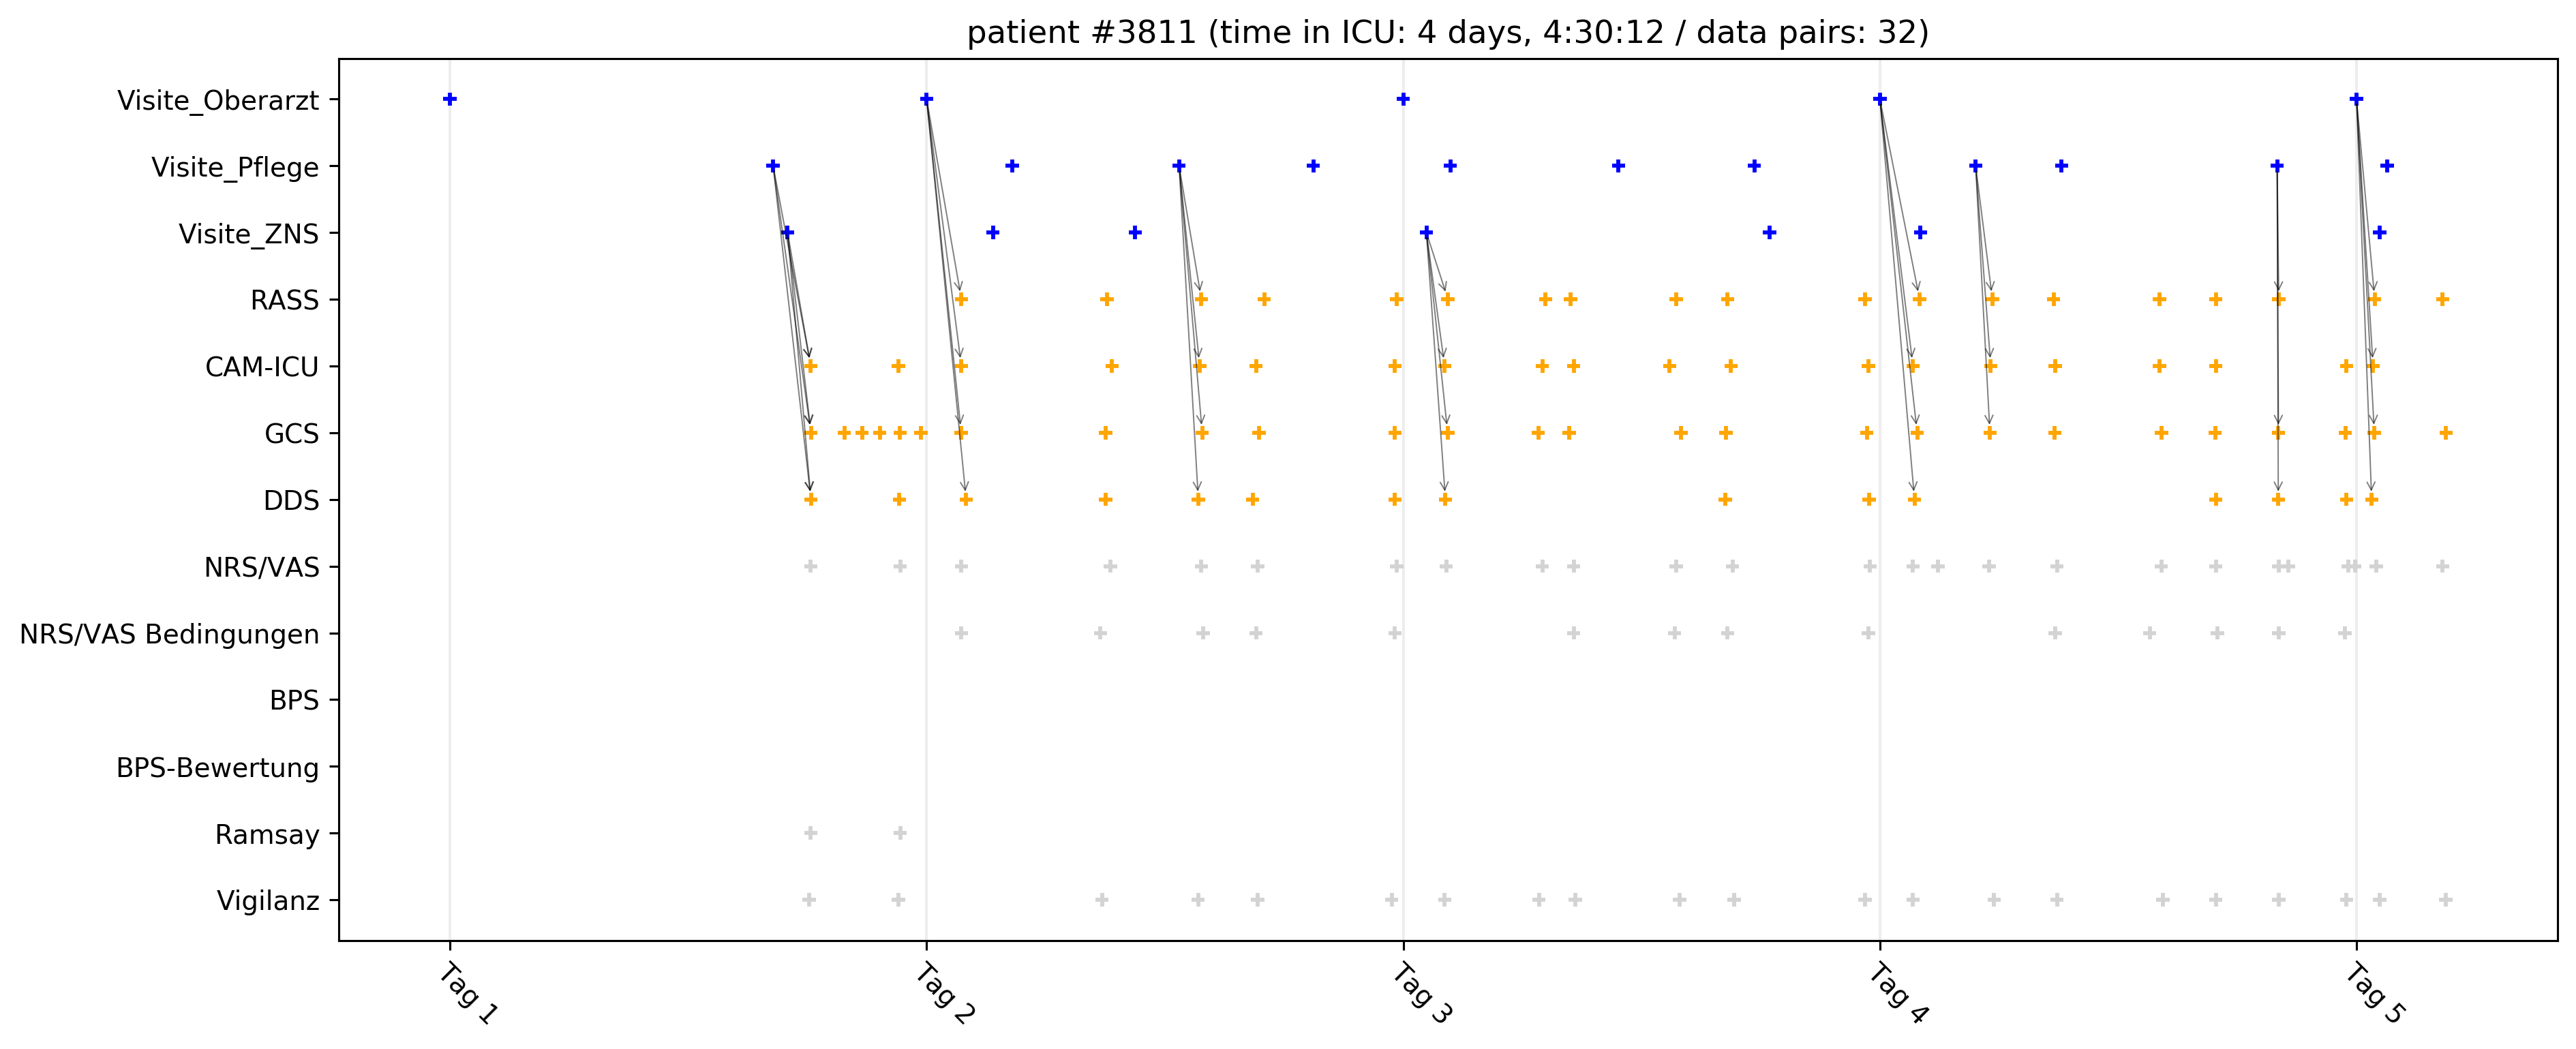 patient #3811 (time in ICU: 4 days, 4:30:12 / data pairs: 32)
Visite_Oberarzt
Visite_Pflege
Visite_ZNS
RASS
CAM-ICU
GCS
DDS
NRS/VAS
NRS/VAS Bedingungen
BPS
BPS-Bewertung
Ramsay
Vigilanz
Tag 1
Tag 2
Tag 3
Tag 4
Tag 5